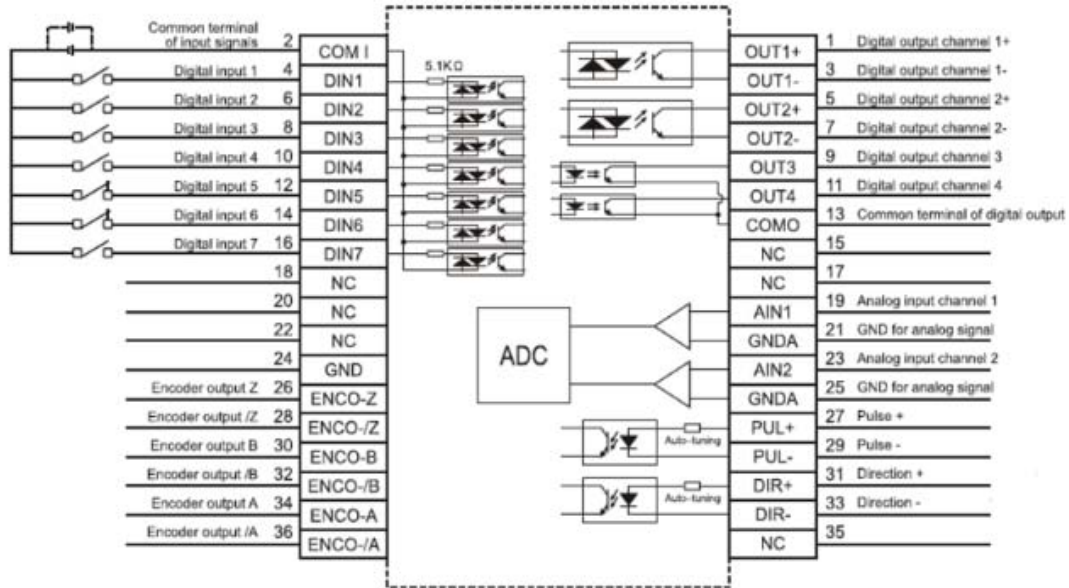 Common terminal
of input signals 2 COM I
Digital input 1 4 DIN1
Digital input 2 6 DIN2
Digital input 3 8 DIN3
Digital input 4 10 DIN4
Digital input 5 12 DIN5
Digital input 6 14 DIN6
Digital input 7 16 DIN7
18 NC
20 NC
22 NC
24 GND
Encoder output Z 26 ENCO-Z
Encoder output /Z 28 ENCO-/Z
Encoder output B 30 ENCO-B
Encoder output /B 32 ENCO-/B
Encoder output A 34 ENCO-A
Encoder output /A 36 ENCO-/A
5.1KΩ
ADC
Auto-tuning
Auto-tuning
OUT1+ 1 Digital output channel 1+
OUT1- 3 Digital output channel 1-
OUT2+ 5 Digital output channel 2+
OUT2- 7 Digital output channel 2-
OUT3 9 Digital output channel 3
OUT4 11 Digital output channel 4
COMO 13 Common terminal of digital output
NC 15
NC 17
AIN1 19 Analog input channel 1
GNDA 21 GND for analog signal
AIN2 23 Analog input channel 2
GNDA 25 GND for analog signal
PUL+ 27 Pulse +
PUL- 29 Pulse -
DIR+ 31 Direction +
DIR- 33 Direction -
NC 35